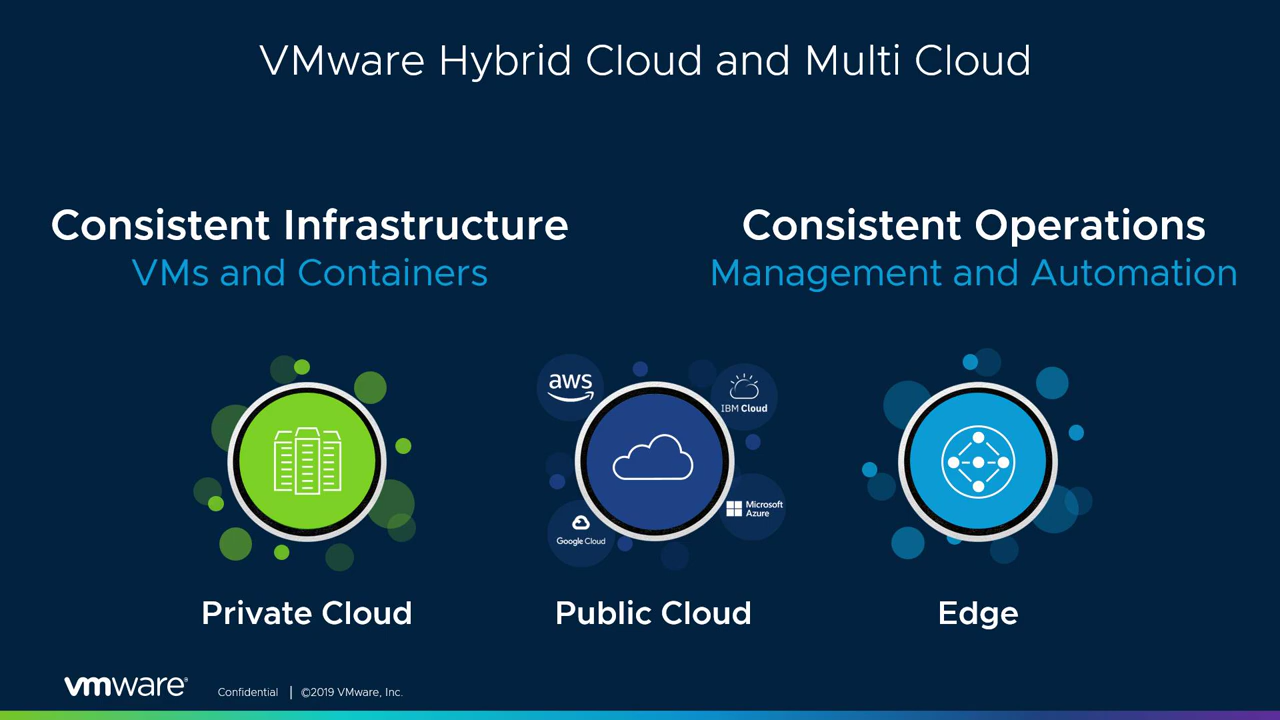 VMware Hybrid Cloud and Multi Cloud
Consistent Infrastructure
VMs and Containers
Consistent Operations
Management and Automation
aws
IBM Cloud
Microsoft
Azure
Google Cloud
Private Cloud
Public Cloud
Edge
vmware®
Confidential | ©2019 VMware, Inc.